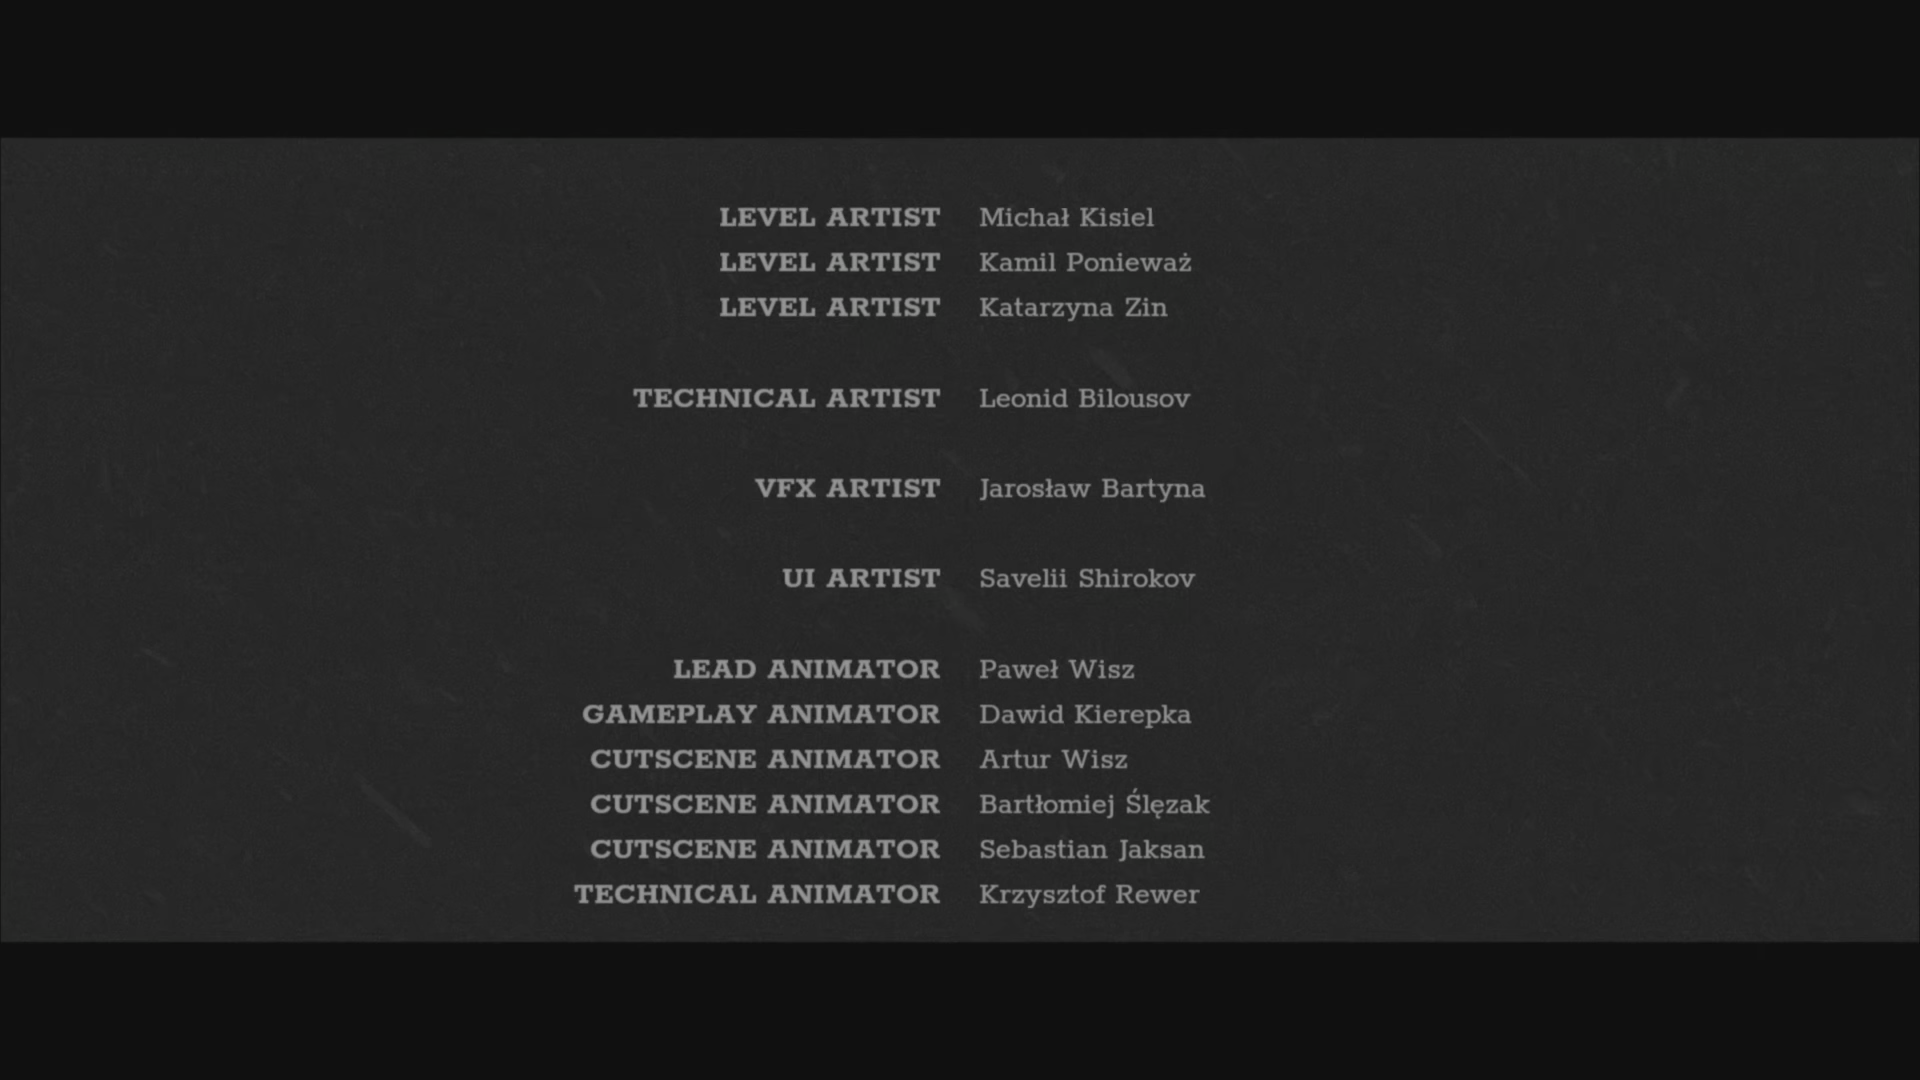 LEVEL ARTIST Michał Kisiel
LEVEL ARTIST Kamil Ponieważ
LEVEL ARTIST Katarzyna Zin
TECHNICAL ARTIST Leonid Bilousov
VFX ARTIST Jarosław Bartyna
UI ARTIST Savelii Shirokov
LEAD ANIMATOR Paweł Wisz
GAMEPLAY ANIMATOR Dawid Kierepka
CUTSCENE ANIMATOR Artur Wisz
CUTSCENE ANIMATOR Bartłomiej Ślęzak
CUTSCENE ANIMATOR Sebastian Jaksan
TECHNICAL ANIMATOR Krzysztof Rewer